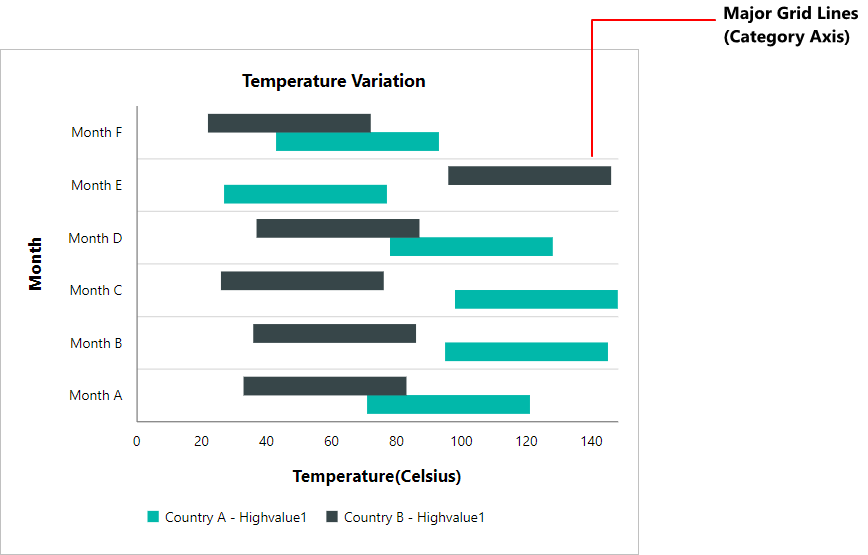 Major Grid Lines
(Category Axis)
Temperature Variation
Month
Month F
Month E
Month D
Month C
Month B
Month A
0 20 40 60 80 100 120 140
Temperature(Celsius)
Country A - Highvalue1 Country B - Highvalue1